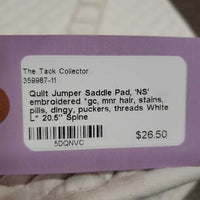 The Tack Collector
359987-11
Quilt Jumper Saddle Pad, 'NS'
embroidered *gc, mnr hair, stains,
pills, dingy, puckers, threads White
L* 20.5" Spine
$26.50
5DQNVC